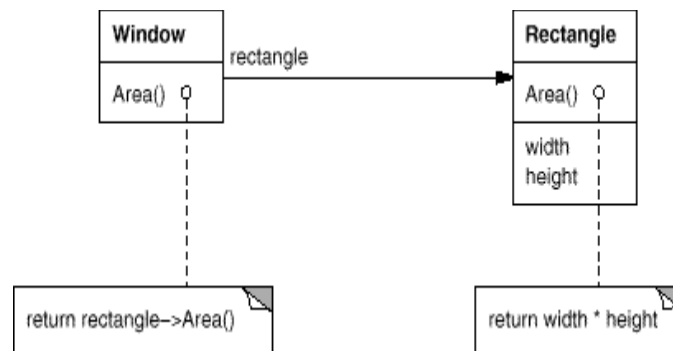 Window
Area()
rectangle
Rectangle
Area()
width
height
return rectangle–>Area()
return width * height